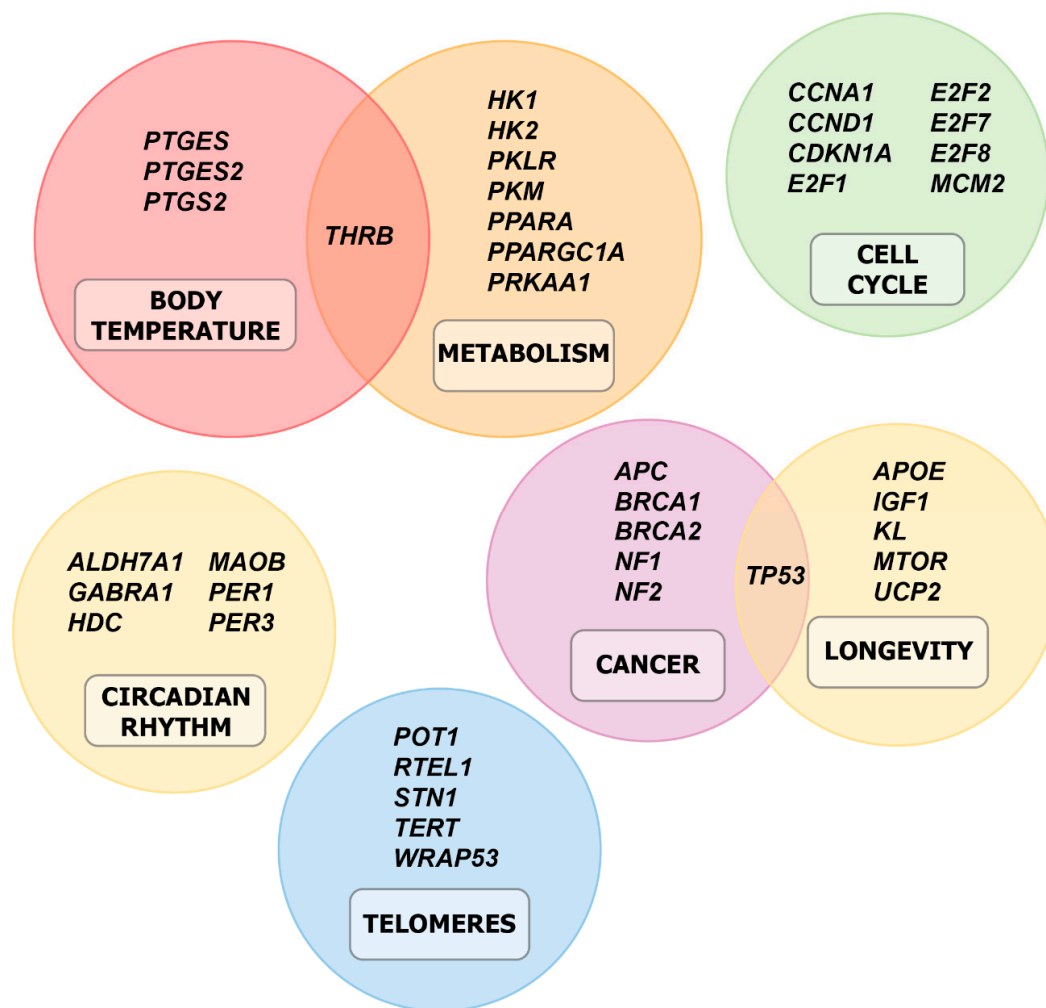 PTGES
PTGES2
PTGS2
BODY
TEMPERATURE
THRB
HK1
HK2
PKLR
PKM
PPARA
PPARGC1A
PRKAA1
METABOLISM
CCNA1 E2F2
CCND1 E2F7
CDKN1A E2F8
E2F1 MCM2
CELL
CYCLE
ALDH7A1 MAOB
GABRA1 PER1
HDC PER3
CIRCADIAN
RHYTHM
APC
BRCA1
BRCA2
NF1
NF2
CANCER
TP53
APOE
IGF1
KL
MTOR
UCP2
LONGEVITY
POT1
RTEL1
STN1
TERT
WRAP53
TELOMERES